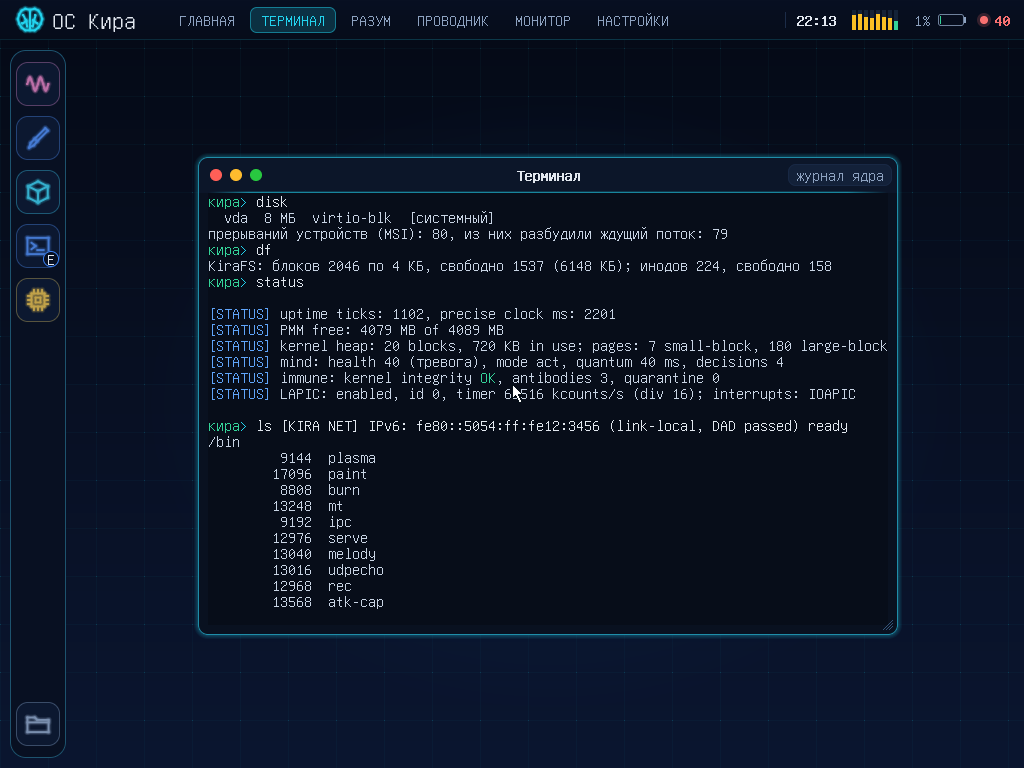 ОС Кира
ГЛАВНАЯ ТЕРМИНАЛ РАЗУМ ПРОВОДНИК МОНИТОР НАСТРОЙКИ
22:13 1% 40
E
Терминал
журнал ядра
кира> disk
vda 8 МБ virtio-blk [системный]
прерываний устройств (MSI): 80, из них разбудили ждущий поток: 79
кира> df
KiraFS: блоков 2046 по 4 КБ, свободно 1537 (6148 КБ); инодов 224, свободно 158
кира> status
[STATUS] uptime ticks: 1102, precise clock ms: 2201
[STATUS] PMM free: 4079 MB of 4089 MB
[STATUS] kernel heap: 20 blocks, 720 KB in use; pages: 7 small-block, 180 large-block
[STATUS] mind: health 40 (тревога), mode act, quantum 40 ms, decisions 4
[STATUS] immune: kernel integrity OK, antibodies 3, quarantine 0
[STATUS] LAPIC: enabled, id 0, timer kcounts/s (div 16); interrupts: IOAPIC
кира> ls [KIRA NET] IPv6: fe80::5054:ff:fe12:3456 (link-local, DAD passed) ready
/bin
9144 plasma
17096 paint
8808 burn
13248 mt
9192 ipc
12976 serve
13040 melody
13016 udpecho
12968 rec
13568 atk-cap